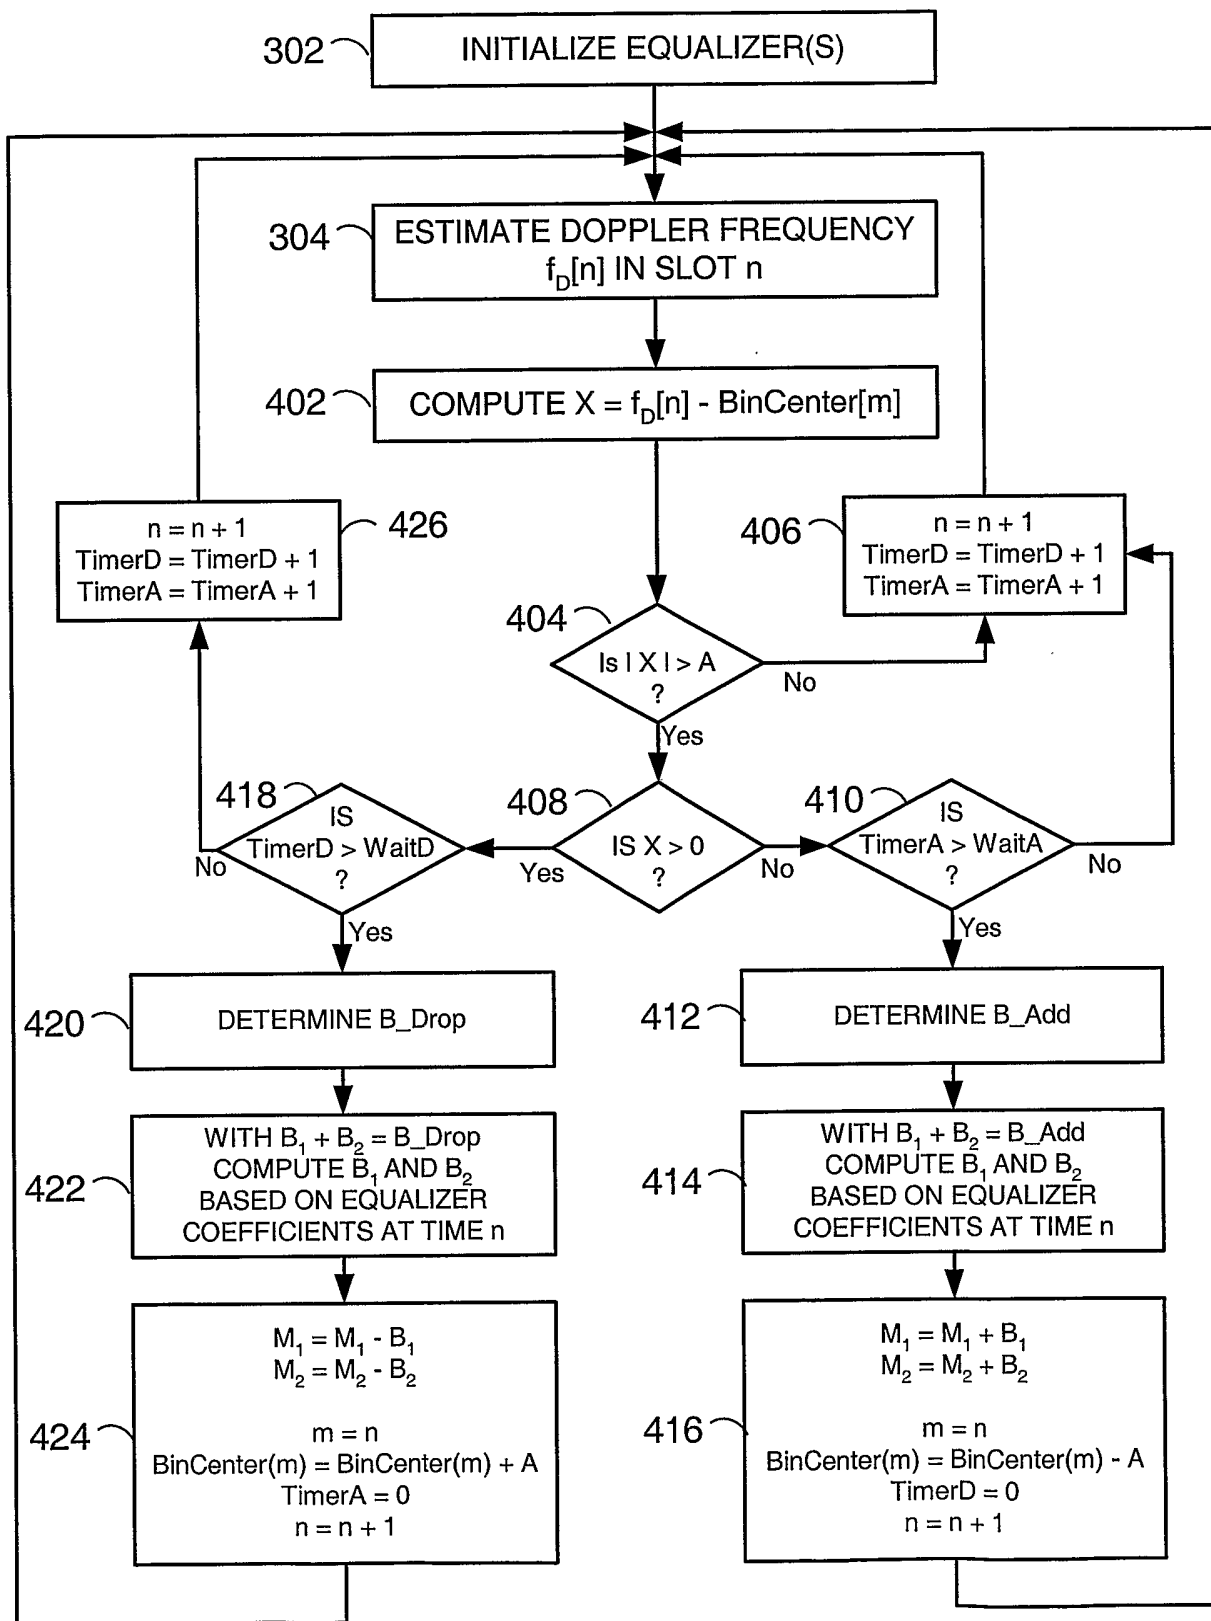 302
INITIALIZE EQUALIZER(S)
304
ESTIMATE DOPPLER FREQUENCY
f_D[n] IN SLOT n
402
COMPUTE X = f_D[n] - BinCenter[m]
n = n + 1
TimerD = TimerD + 1
TimerA = TimerA + 1
426
406
n = n + 1
TimerD = TimerD + 1
TimerA = TimerA + 1
404
Is | X | > A
?
No
Yes
418
IS
TimerD > WaitD
?
No
Yes
408
IS X > 0
?
Yes
No
410
IS
TimerA > WaitA
?
No
Yes
420
DETERMINE B_Drop
412
DETERMINE B_Add
422
WITH B₁ + B₂ = B_Drop
COMPUTE B₁ AND B₂
BASED ON EQUALIZER
COEFFICIENTS AT TIME n
414
WITH B₁ + B₂ = B_Add
COMPUTE B₁ AND B₂
BASED ON EQUALIZER
COEFFICIENTS AT TIME n
424
M₁ = M₁ - B₁
M₂ = M₂ - B₂
m = n
BinCenter(m) = BinCenter(m) + A
TimerA = 0
n = n + 1
416
M₁ = M₁ + B₁
M₂ = M₂ + B₂
m = n
BinCenter(m) = BinCenter(m) - A
TimerD = 0
n = n + 1